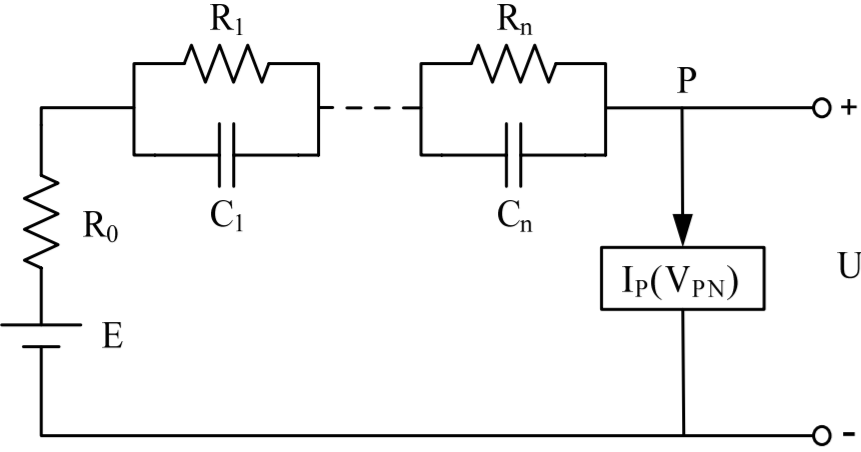 R1
Rn
P
+
C1
Cn
R0
IP(VPN)
U
E
-